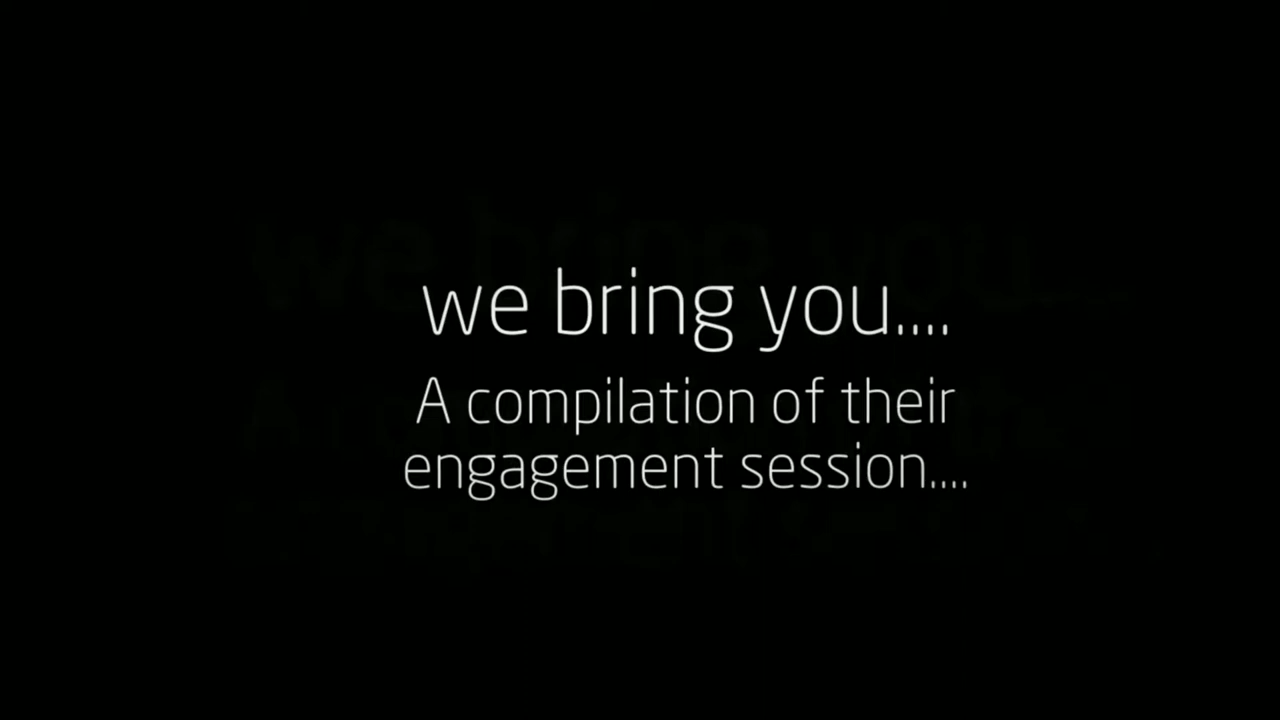 we bring you....
A compilation of their
engagement session....